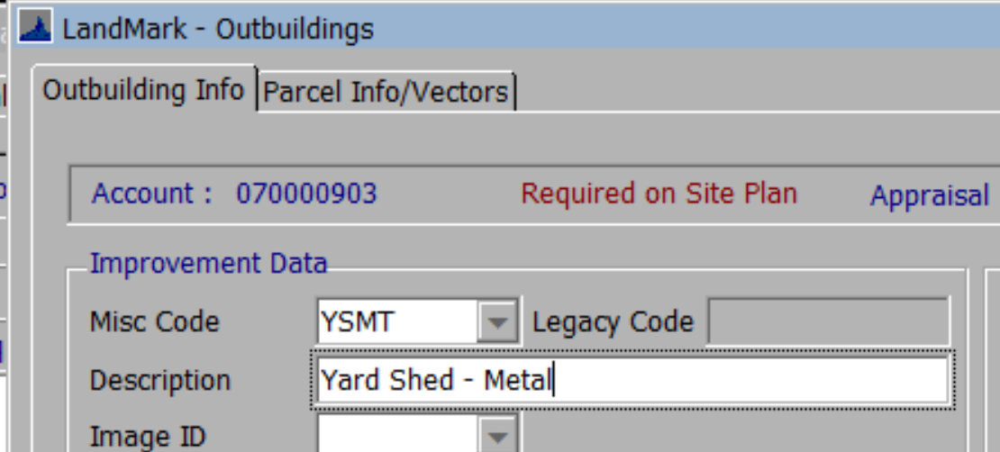 LandMark - Outbuildings
Outbuilding Info Parcel Info/Vectors
Account : 070000903 Required on Site Plan Appraisal
Improvement Data
Misc Code YSMT Legacy Code
Description Yard Shed - Metal
Image ID